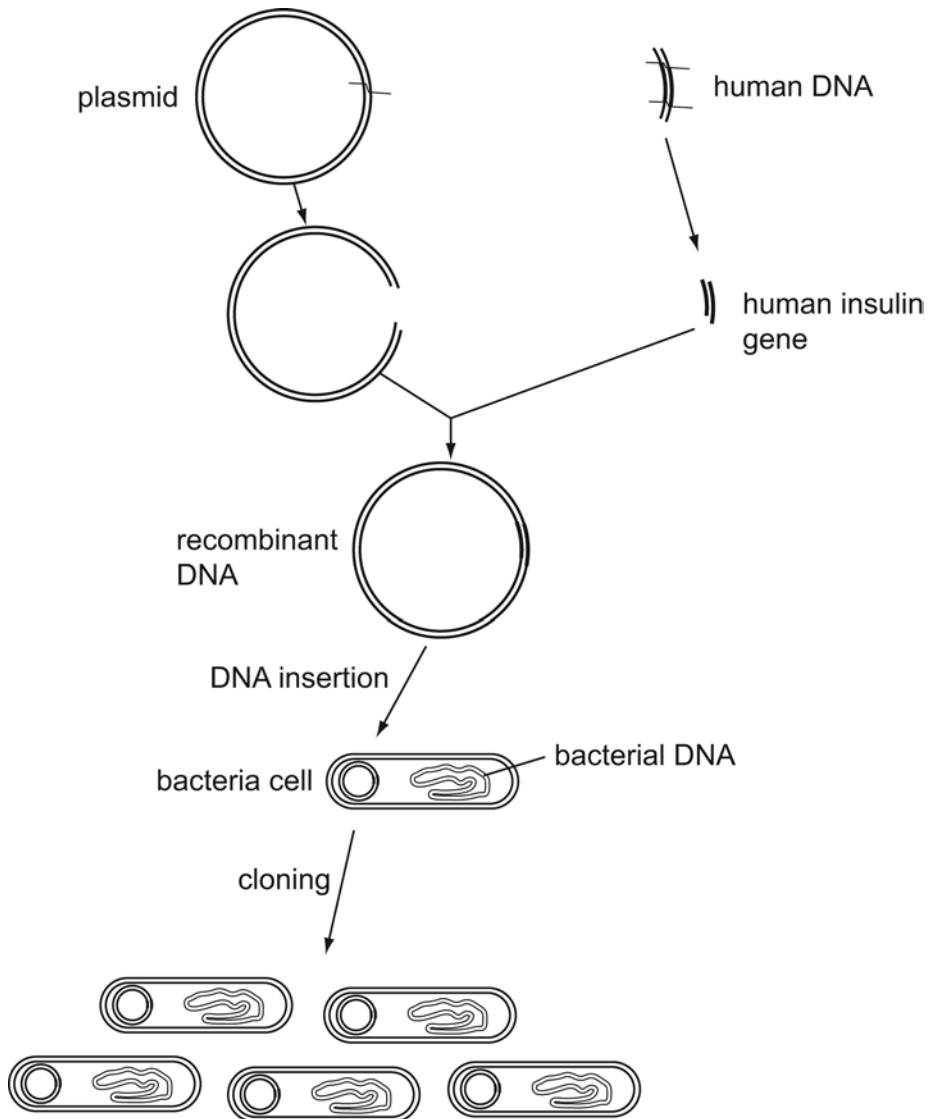 plasmid
human DNA
human insulin
gene
recombinant
DNA
DNA insertion
bacteria cell
bacterial DNA
cloning